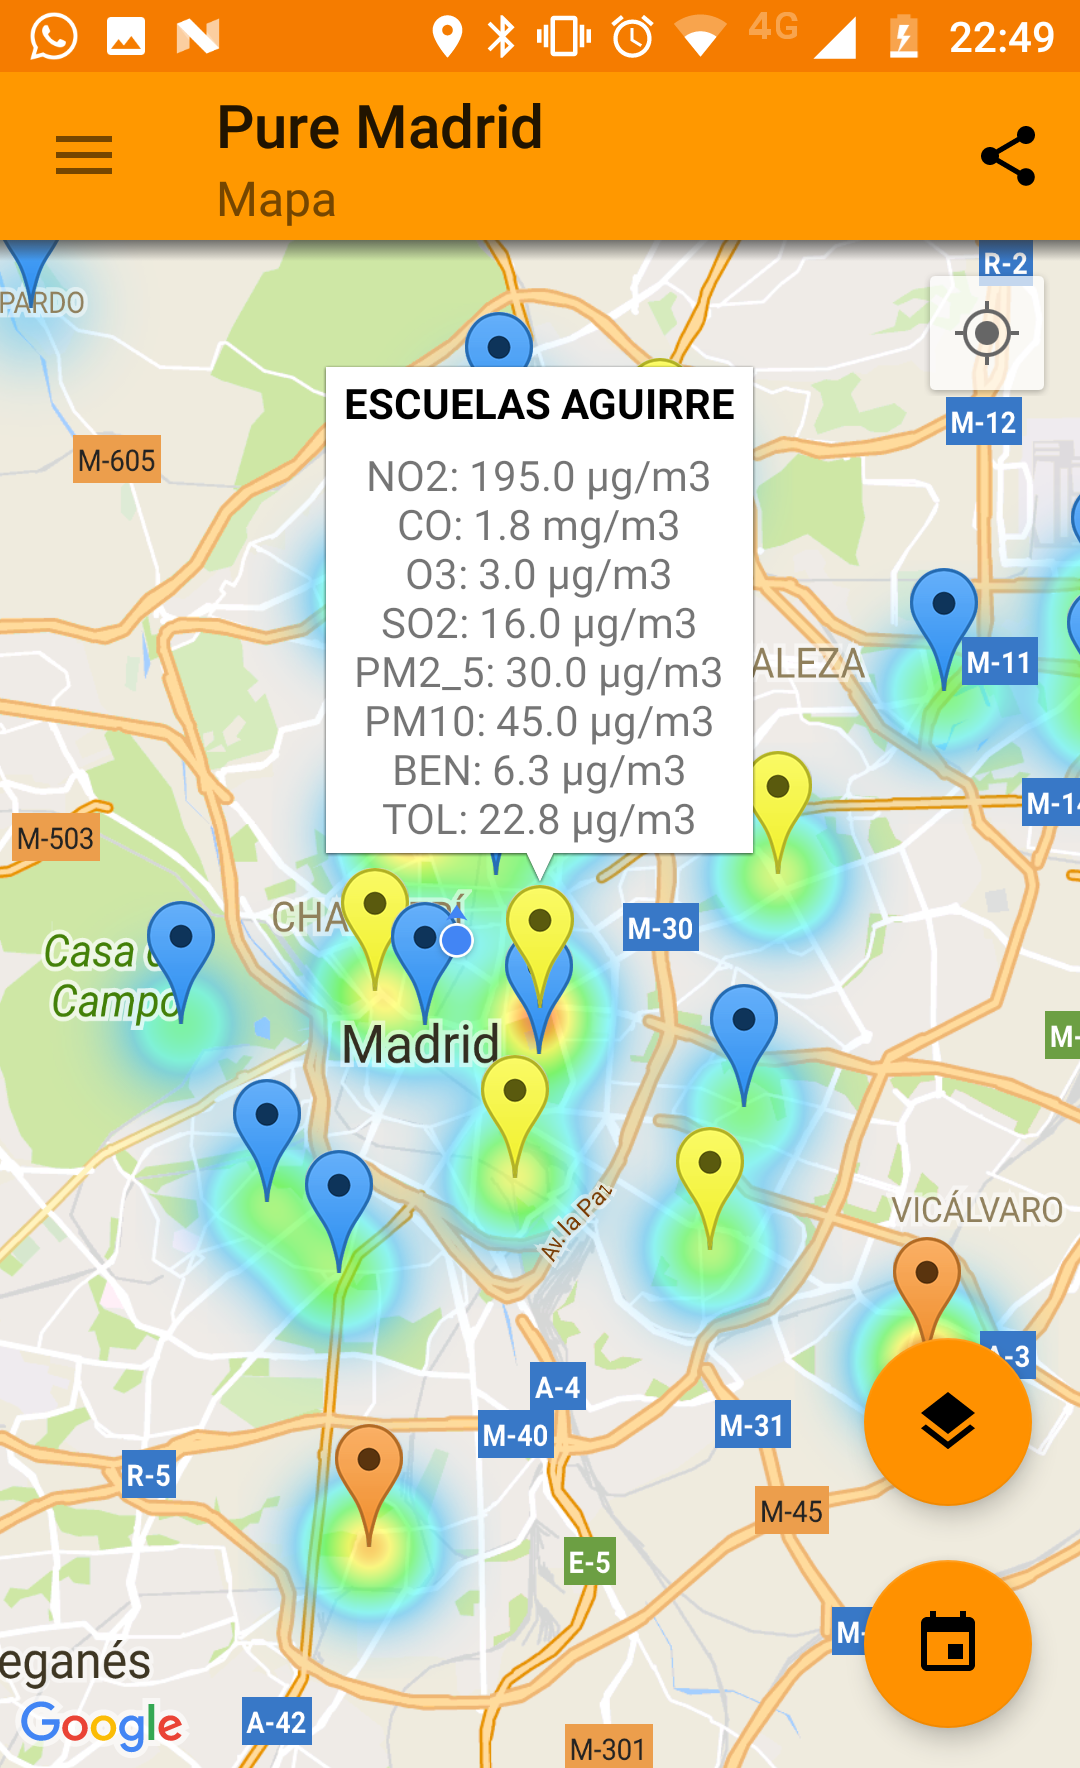 4G 22:49
Pure Madrid
Mapa
R-2
PARDO
M-12
M-605
ESCUELAS AGUIRRE
NO2: 195.0 µg/m3
CO: 1.8 mg/m3
O3: 3.0 µg/m3
SO2: 16.0 µg/m3
PM2_5: 30.0 µg/m3
PM10: 45.0 µg/m3
BEN: 6.3 µg/m3
TOL: 22.8 µg/m3
ALEZA
M-11
M-14
M-503
CHA
M-30
Casa
Campo
Madrid
M-
Av. la Paz
VICÁLVARO
A-3
A-4
M-40
M-31
R-5
M-45
E-5
M-
eganés
Google
A-42
M-301